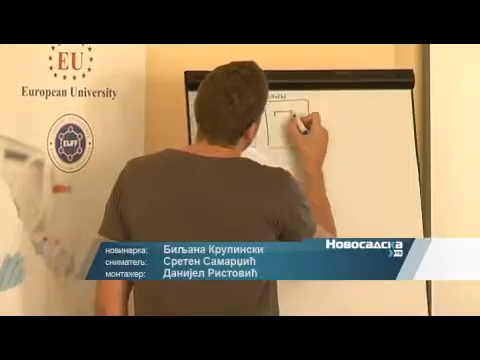 EU
European University
EUFF
новинарка: Биљана Крупински
сниматељ: Сретен Самарџић
монтажер: Данијел Ристовић
Новосадска